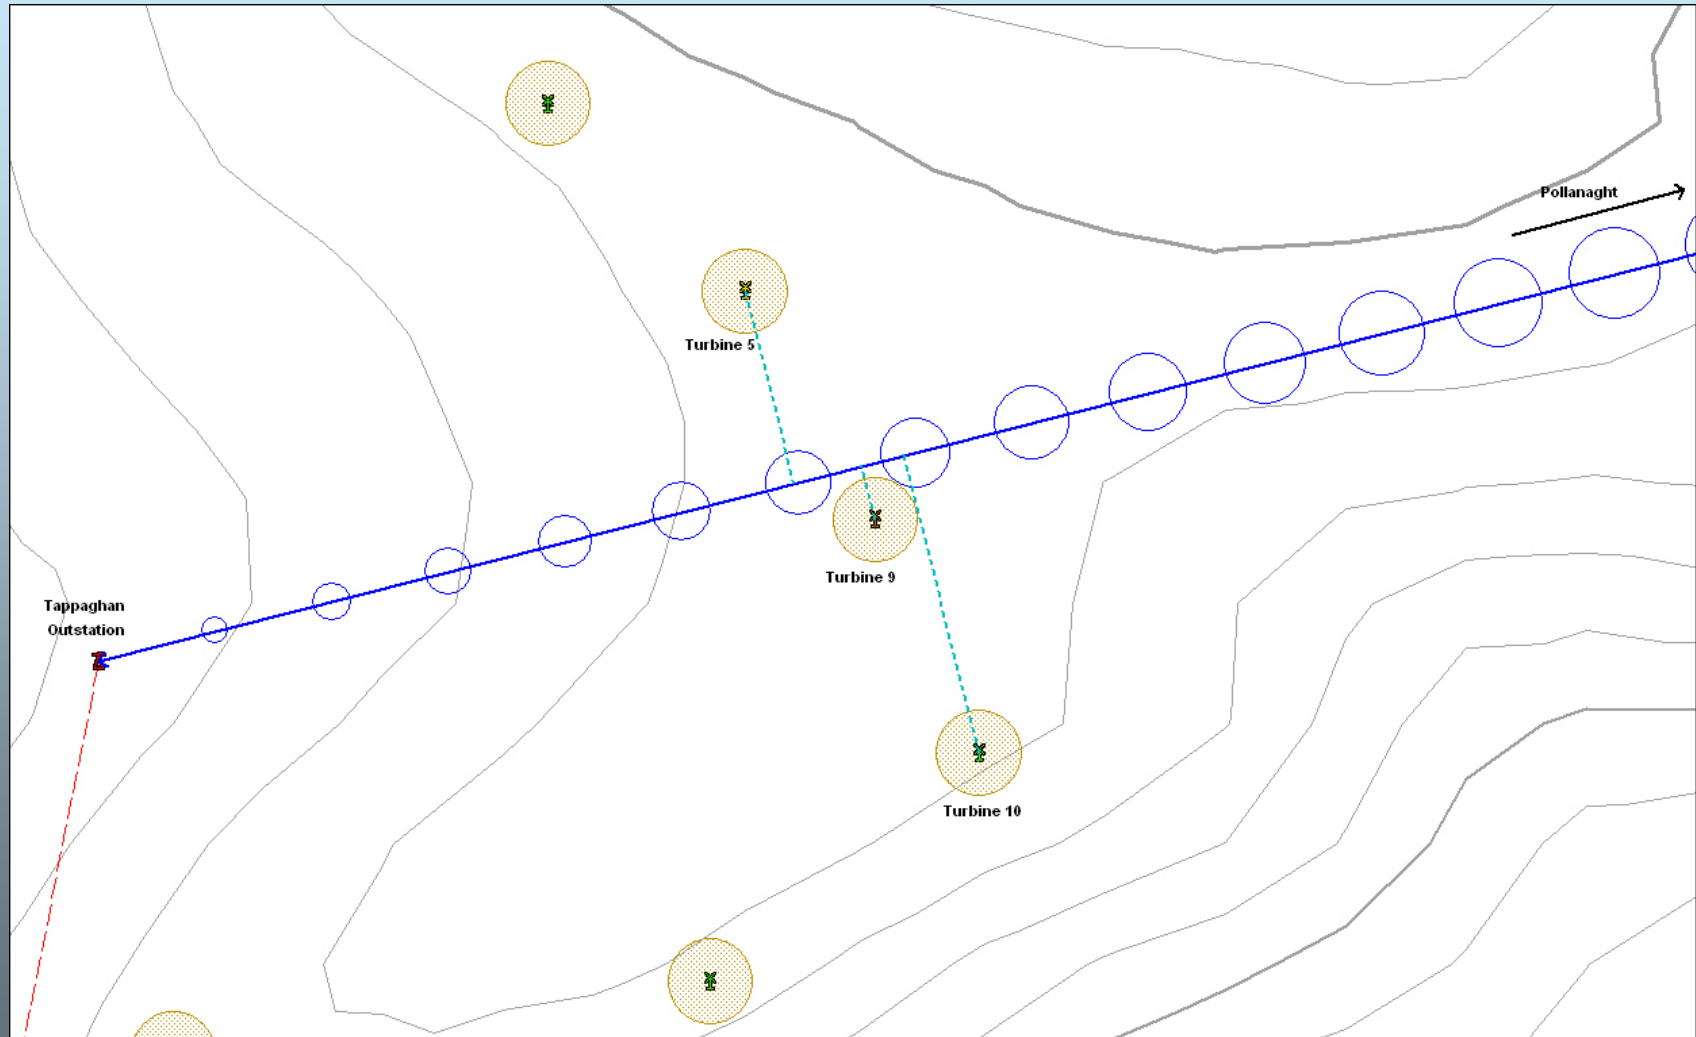 Pollanaght
Turbine 5
Turbine 9
Tappaghan
Outstation
Turbine 10